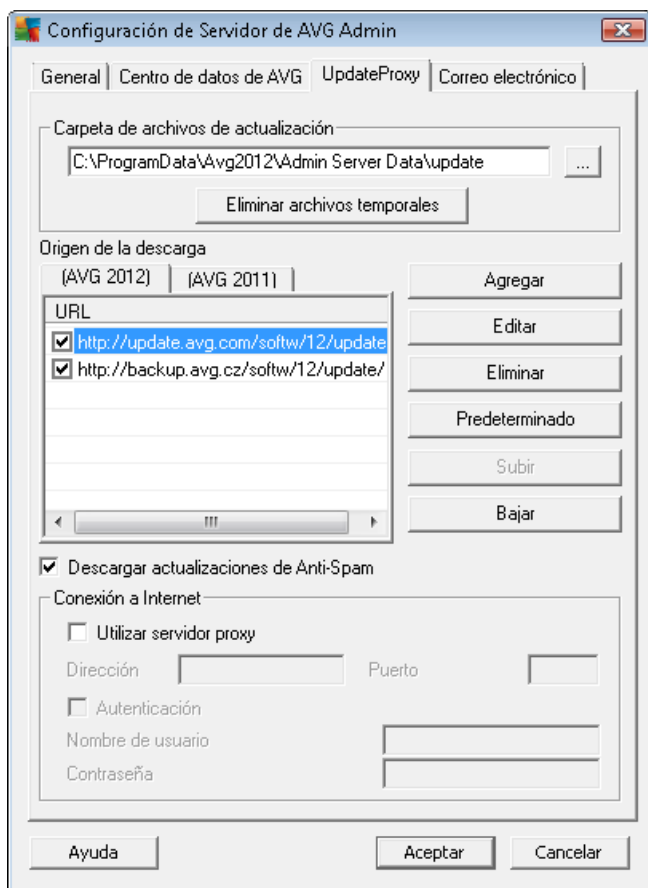 Configuración de Servidor de AVG Admin
General
Centro de datos de AVG
UpdateProxy
Correo electrónico
Carpeta de archivos de actualización
C:\ProgramData\Avg2012\Admin Server Data\update
...
Eliminar archivos temporales
Origen de la descarga
(AVG 2012)
(AVG 2011)
URL
http://update.avg.com/softw/12/update
http://backup.avg.cz/softw/12/update/
Agregar
Editar
Eliminar
Predeterminado
Subir
Bajar
Descargar actualizaciones de Anti-Spam
Conexión a Internet
Utilizar servidor proxy
Dirección
Puerto
Autenticación
Nombre de usuario
Contraseña
Ayuda
Aceptar
Cancelar